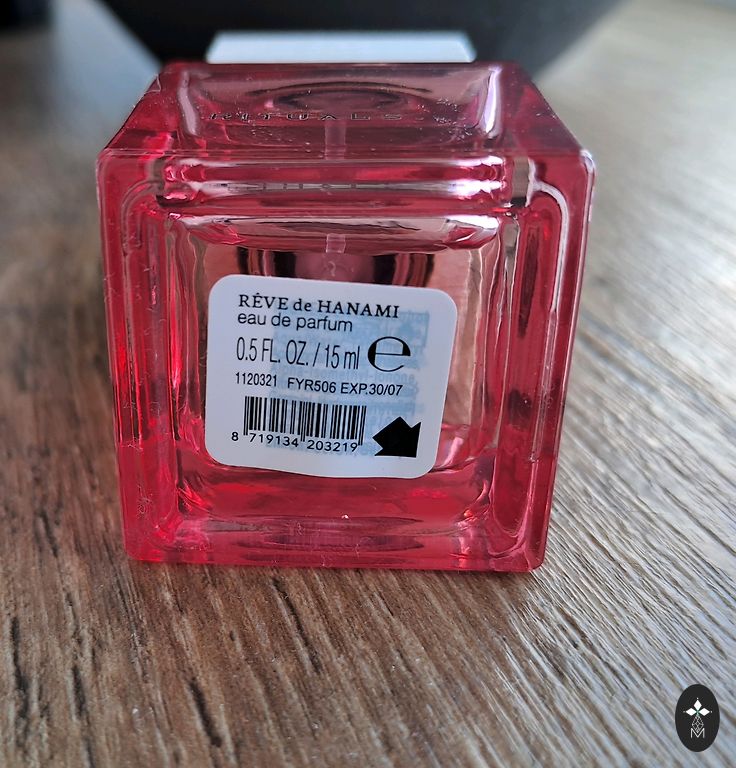 RITUALS
RÊVE de HANAMI
eau de parfum
0.5 FL. OZ. / 15 ml ℮
1120321 FYR506 EXP.30/07
8 719134 203219
M